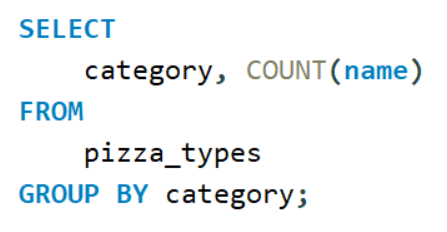 SELECT
    category, COUNT(name)
FROM
    pizza_types
GROUP BY category;